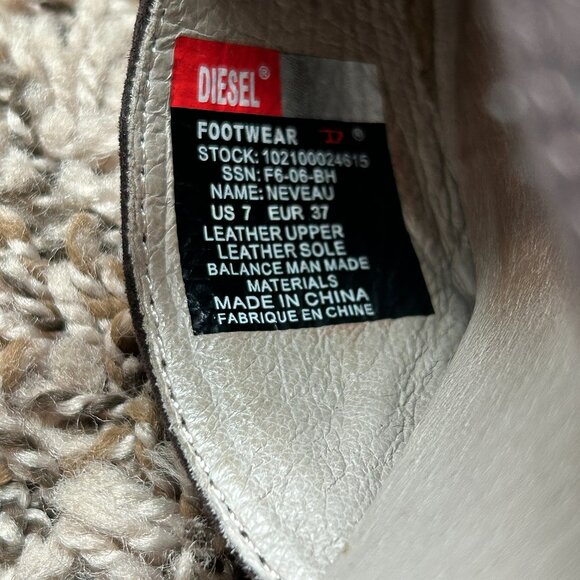 DIESEL®
FOOTWEAR D ®
STOCK: 102100024615
SSN: F6-06-BH
NAME: NEVEAU
US 7 EUR 37
LEATHER UPPER
LEATHER SOLE
BALANCE MAN MADE
MATERIALS
MADE IN CHINA
FABRIQUE EN CHINE